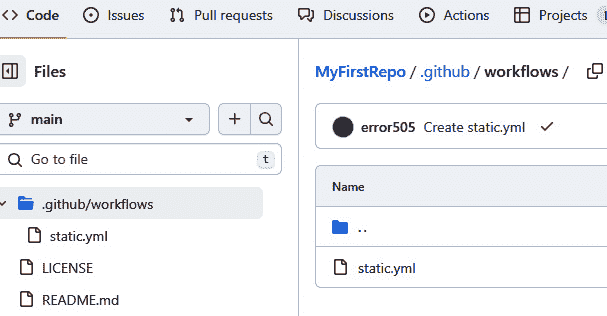 Code Issues Pull requests Discussions Actions Projects
Files
main
Go to file t
.github/workflows
static.yml
LICENSE
README.md
MyFirstRepo / .github / workflows /
error505 Create static.yml
Name
..
static.yml